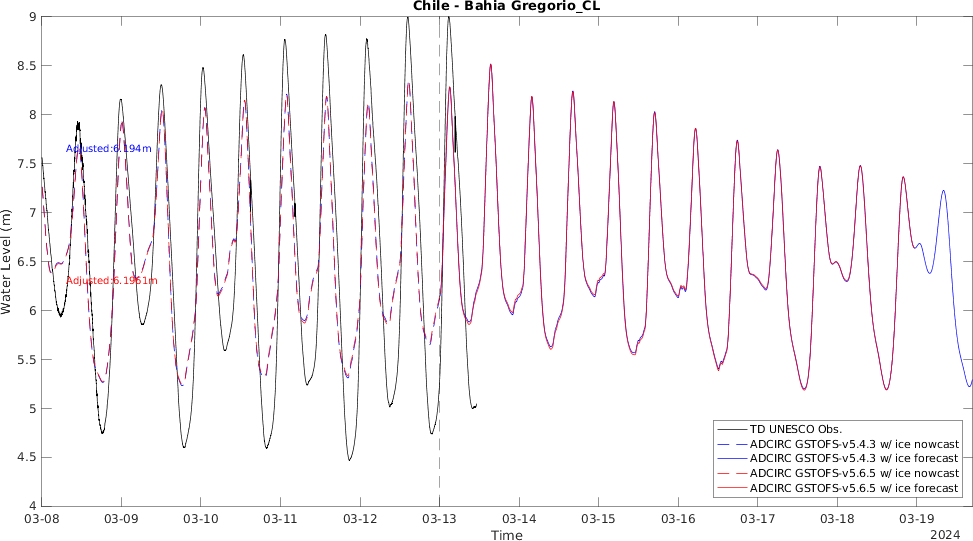 Chile - Bahia Gregorio_CL
9
8.5
8
7.5
7
6.5
6
5.5
5
4.5
4
Water Level (m)
Adjusted:6.194m
Adjusted:6.1961m
TD UNESCO Obs.
ADCIRC GSTOFS-v5.4.3 w/ ice nowcast
ADCIRC GSTOFS-v5.4.3 w/ ice forecast
ADCIRC GSTOFS-v5.6.5 w/ ice nowcast
ADCIRC GSTOFS-v5.6.5 w/ ice forecast
03-08 03-09 03-10 03-11 03-12 03-13 03-14 03-15 03-16 03-17 03-18 03-19
2024
Time